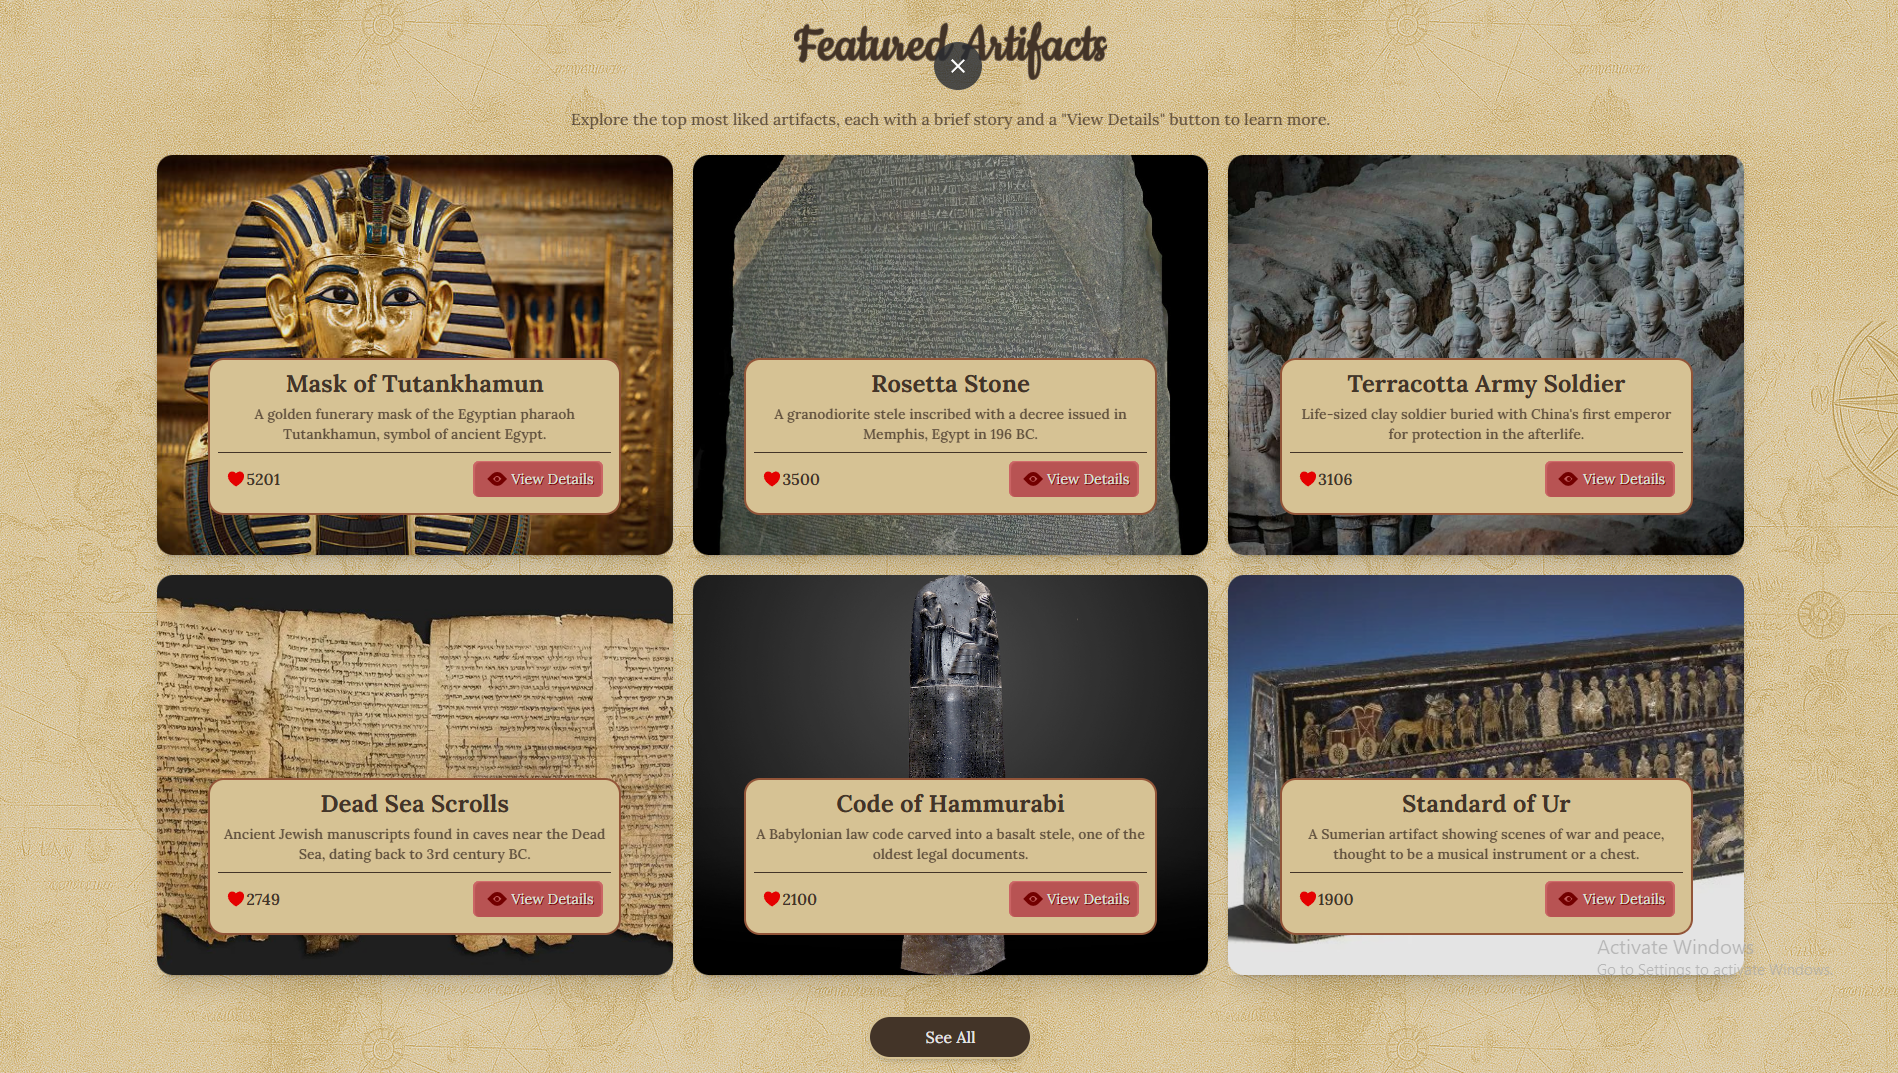 Featured Artifacts
Explore the top most liked artifacts, each with a brief story and a "View Details" button to learn more.
Mask of Tutankhamun
A golden funerary mask of the Egyptian pharaoh
Tutankhamun, symbol of ancient Egypt.
5201
View Details
Rosetta Stone
A granodiorite stele inscribed with a decree issued in
Memphis, Egypt in 196 BC.
3500
View Details
Terracotta Army Soldier
Life-sized clay soldier buried with China's first emperor
for protection in the afterlife.
3106
View Details
Dead Sea Scrolls
Ancient Jewish manuscripts found in caves near the Dead
Sea, dating back to 3rd century BC.
2749
View Details
Code of Hammurabi
A Babylonian law code carved into a basalt stele, one of the
oldest legal documents.
2100
View Details
Standard of Ur
A Sumerian artifact showing scenes of war and peace,
thought to be a musical instrument or a chest.
1900
View Details
Activate Windows
Go to Settings to activate Windows.
See All